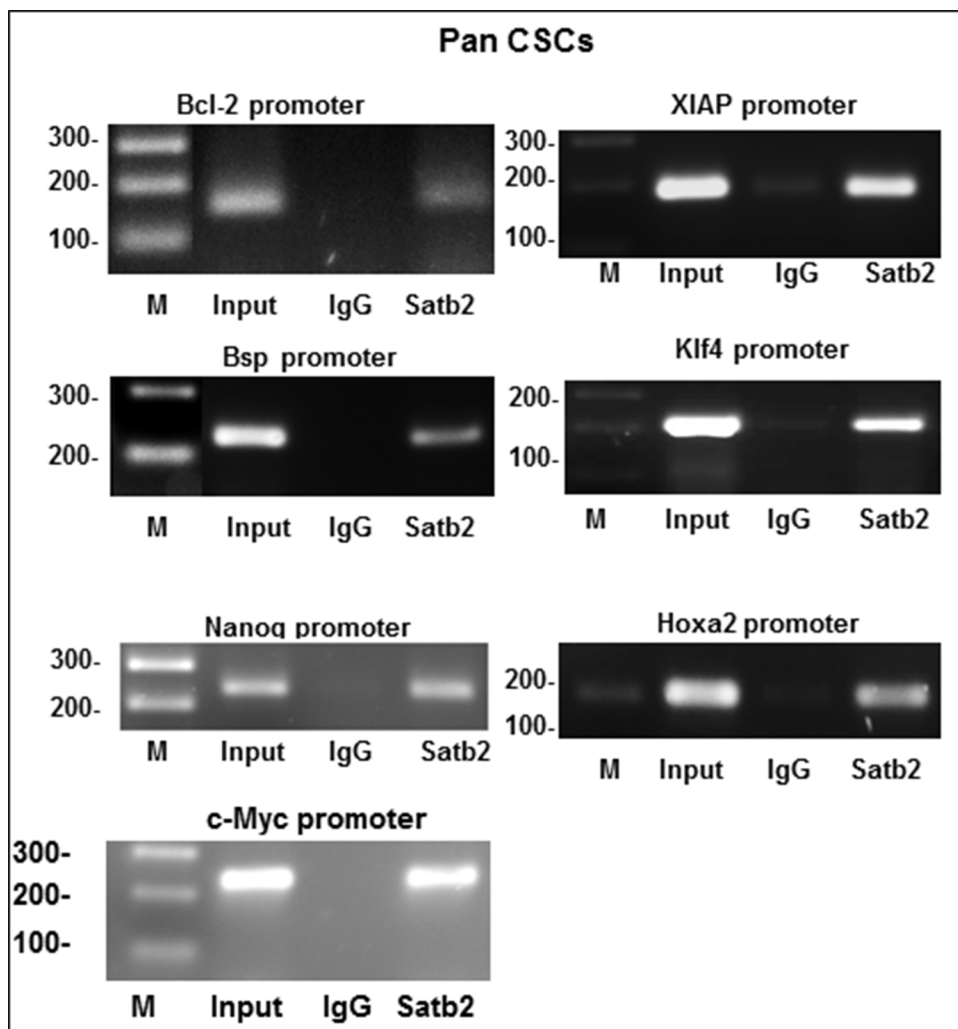 Pan CSCs
Bcl-2 promoter
300-
200-
100-
M Input IgG Satb2
XIAP promoter
300-
200-
100-
M Input IgG Satb2
Bsp promoter
300-
200-
M Input IgG Satb2
Klf4 promoter
200-
100-
M Input IgG Satb2
Nanog promoter
300-
200-
M Input IgG Satb2
Hoxa2 promoter
200-
100-
M Input IgG Satb2
c-Myc promoter
300-
200-
100-
M Input IgG Satb2